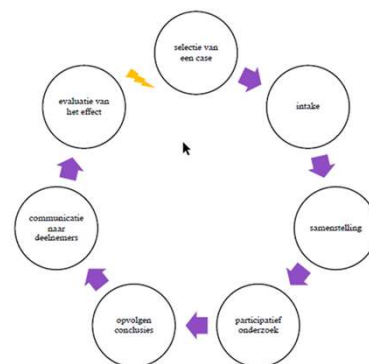 selectie van
een case
intake
samenstelling
participatief
onderzoek
opvolgen
conclusies
communicatie
naar
deelnemers
evaluatie van
het effect